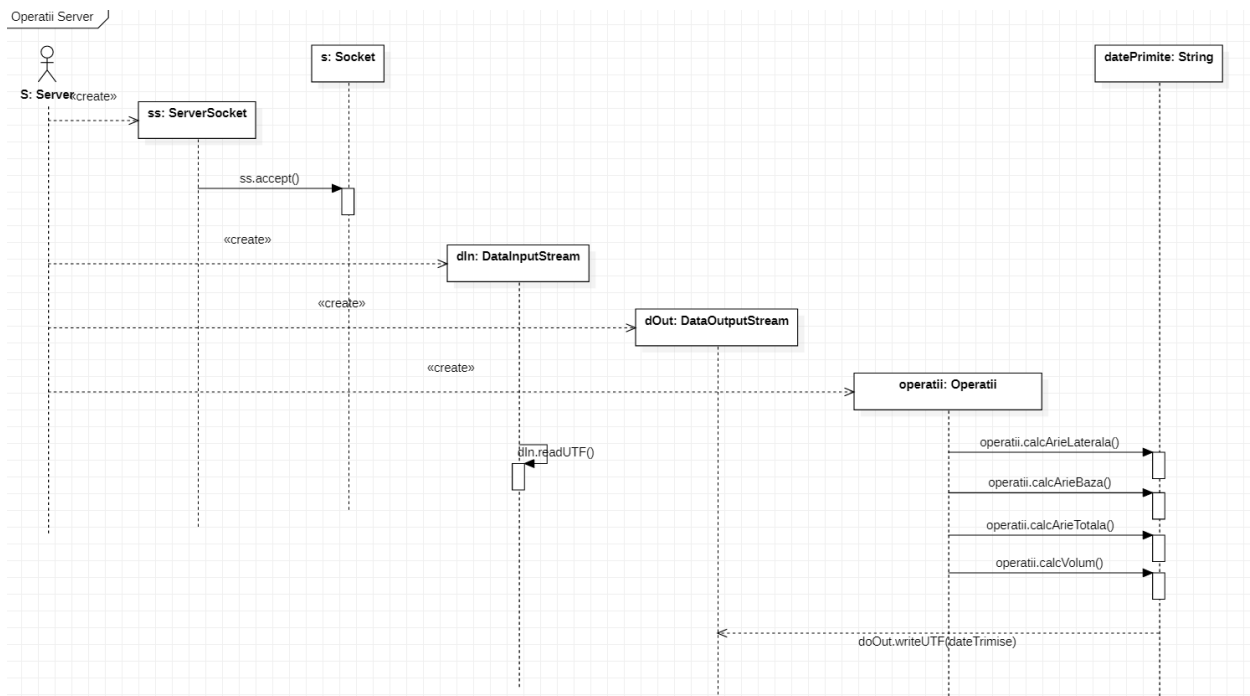 Operatii Server
s: Socket
datePrimite: String
S: Server
«create»
ss: ServerSocket
ss.accept()
«create»
dIn: DataInputStream
«create»
dOut: DataOutputStream
«create»
operatii: Operatii
operatii.calcArieLaterala()
dIn.readUTF()
operatii.calcArieBaza()
operatii.calcArieTotala()
operatii.calcVolum()
doOut.writeUTF(dateTrimise)